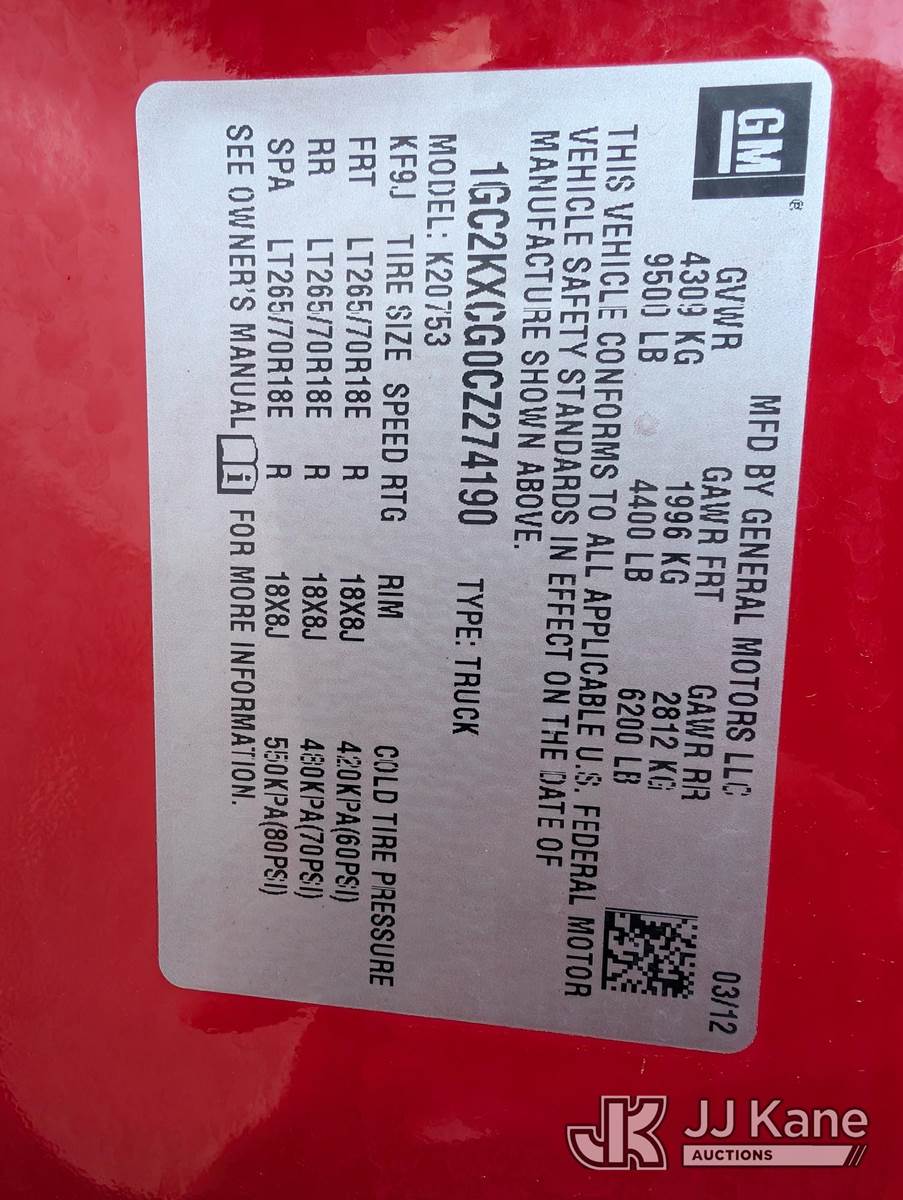 GM®
MFD BY GENERAL MOTORS LLC 03/12
GVWR GAWR FRT GAWR RR
4309 KG 1996 KG 2812 KG
9500 LB 4400 LB 6200 LB
THIS VEHICLE CONFORMS TO ALL APPLICABLE U.S. FEDERAL MOTOR
VEHICLE SAFETY STANDARDS IN EFFECT ON THE DATE OF
MANUFACTURE SHOWN ABOVE.
1GC2KXCG0CZ274190 TYPE: TRUCK
MODEL: K20753
KF9J TIRE SIZE SPEED RTG RIM COLD TIRE PRESSURE
FRT LT265/70R18E R 18X8J 420KPA(60PSI)
RR LT265/70R18E R 18X8J 480KPA(70PSI)
SPA LT265/70R18E R 18X8J 550KPA(80PSI)
SEE OWNER'S MANUAL i FOR MORE INFORMATION.
JK JJ Kane
AUCTIONS